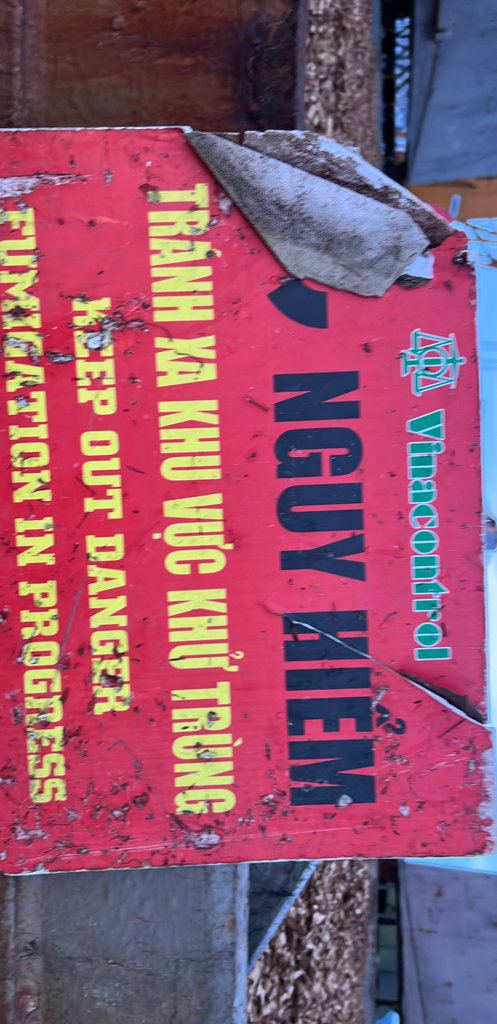 Vinacontrol
NGUY HIỂM
TRÁNH XA KHU VỰC KHỬ TRÙNG
KEEP OUT DANGER
FUMIGATION IN PROGRESS